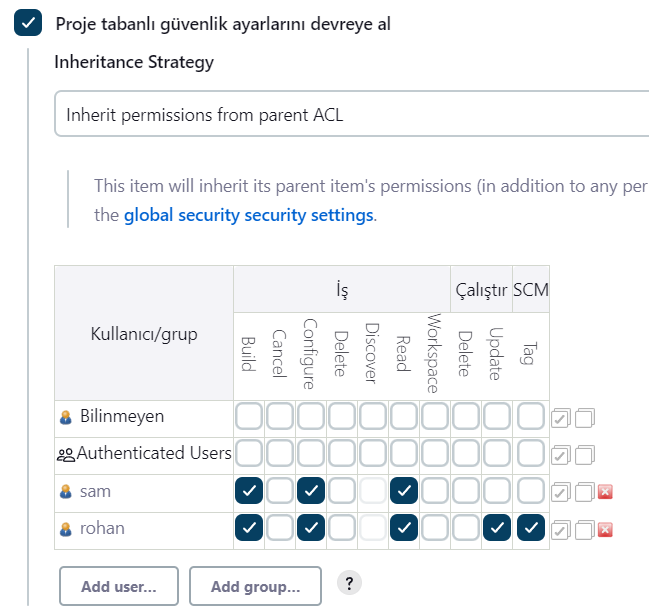 Proje tabanlı güvenlik ayarlarını devreye al
Inheritance Strategy
Inherit permissions from parent ACL
This item will inherit its parent item's permissions (in addition to any per
the global security security settings.
Kullanıcı/grup
İş
Çalıştır
SCM
Build
Cancel
Configure
Delete
Discover
Read
Workspace
Delete
Update
Tag
Bilinmeyen
Authenticated Users
sam
rohan
Add user...
Add group...
?